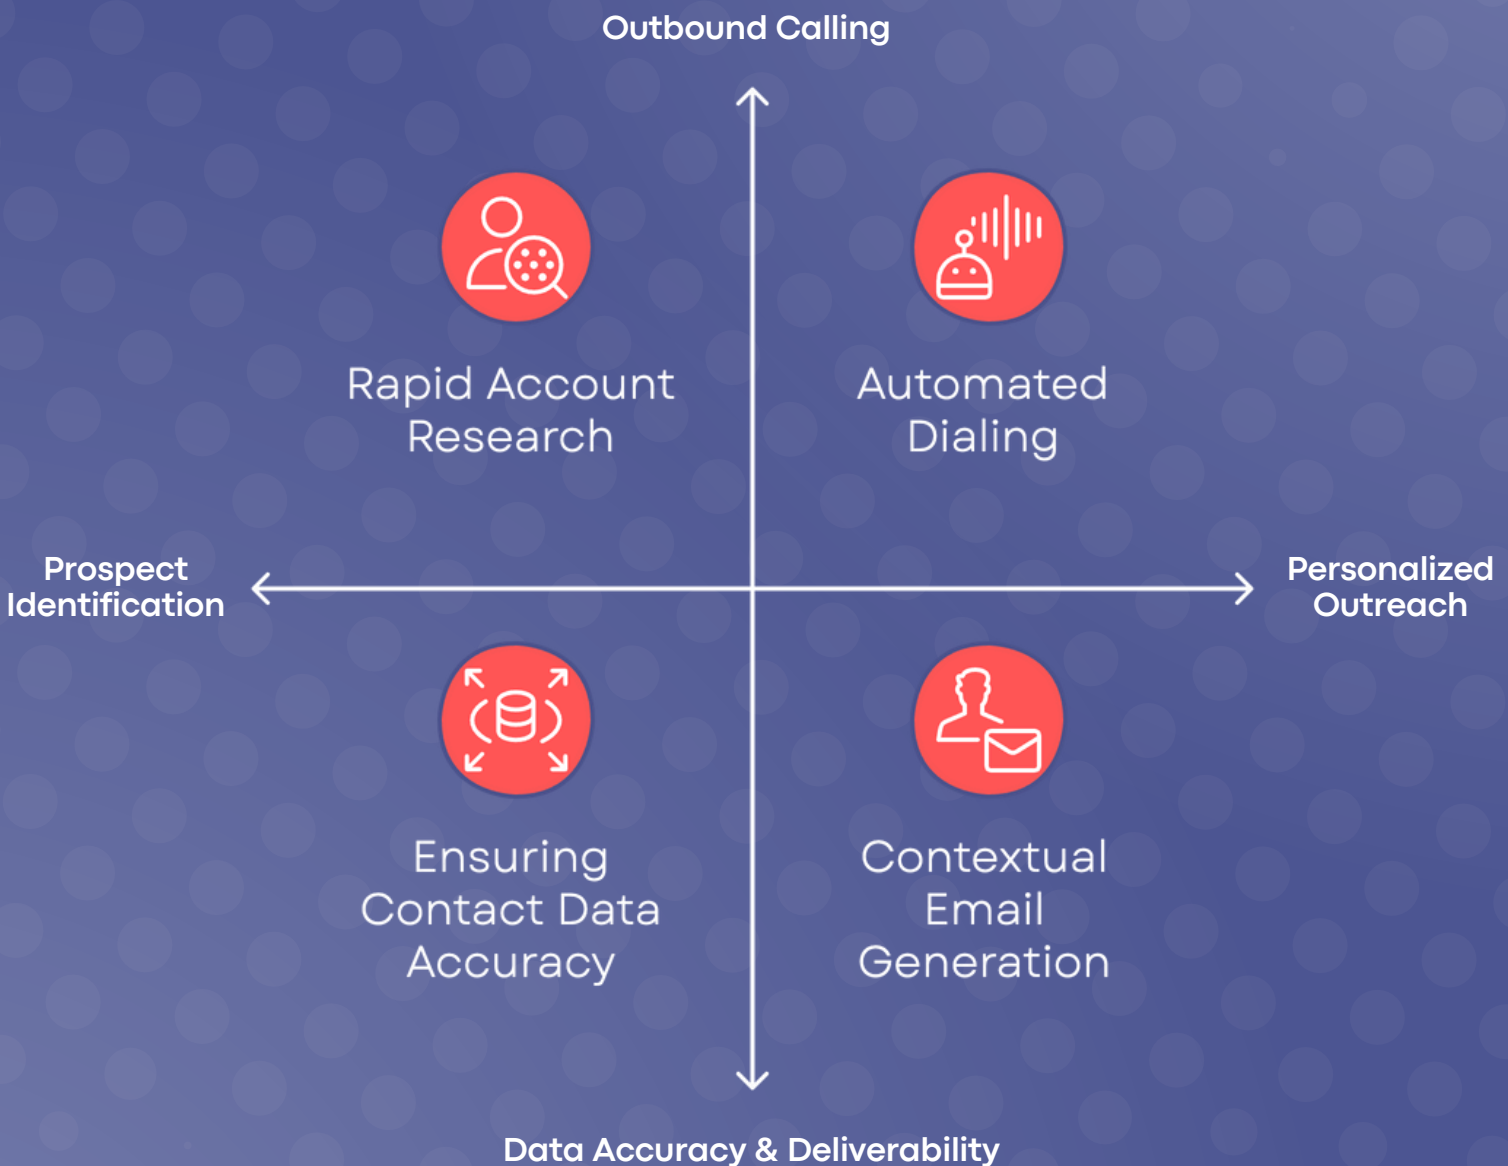 Outbound Calling
Rapid Account
Research
Automated
Dialing
Prospect
Identification
Personalized
Outreach
Ensuring
Contact Data
Accuracy
Contextual
Email
Generation
Data Accuracy & Deliverability